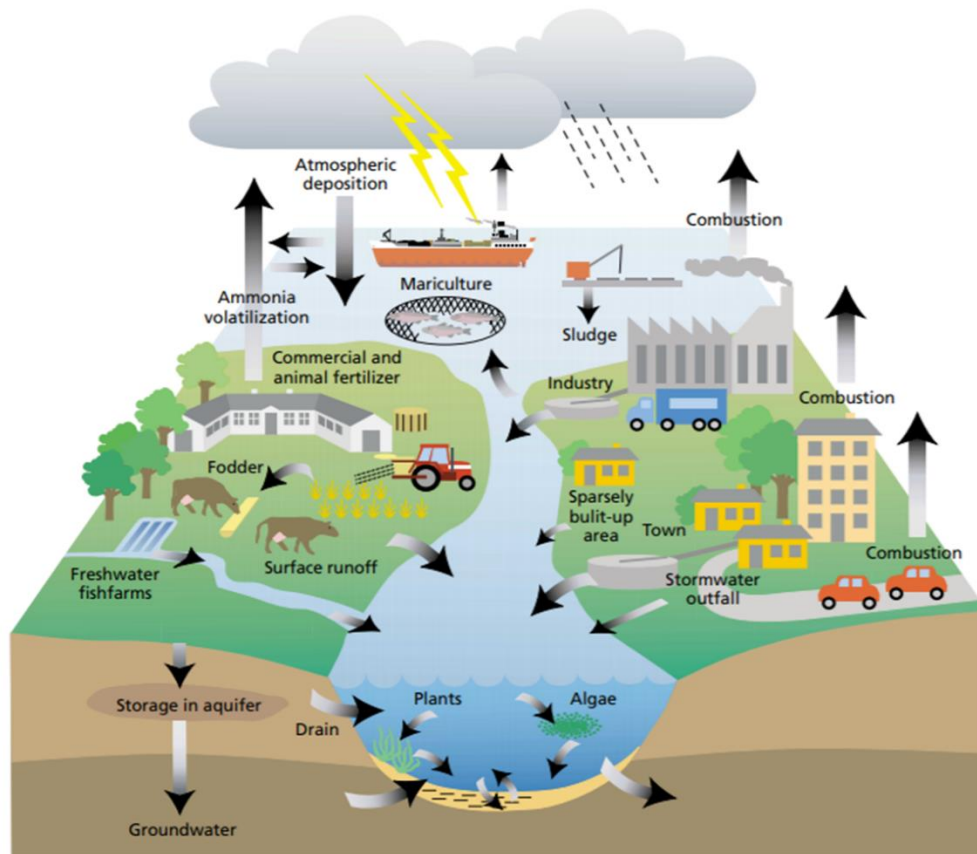 Atmospheric
deposition
Combustion
Mariculture
Ammonia
volatilization
Sludge
Commercial and
animal fertilizer
Industry
Combustion
Fodder
Sparsely
bulit-up
area
Town
Freshwater
fishfarms
Surface runoff
Stormwater
outfall
Combustion
Storage in aquifer
Plants
Algae
Drain
Groundwater